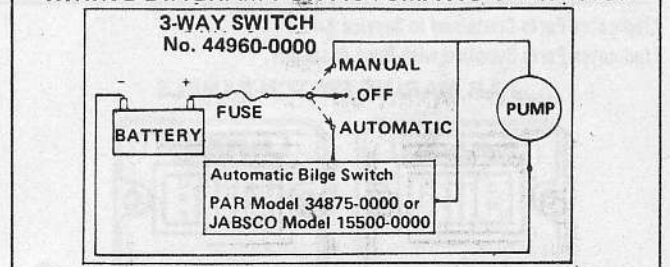 3-WAY SWITCH
No. 44960-0000
MANUAL
OFF
AUTOMATIC
- +
FUSE
BATTERY
PUMP
Automatic Bilge Switch
PAR Model 34875-0000 or
JABSCO Model 15500-0000